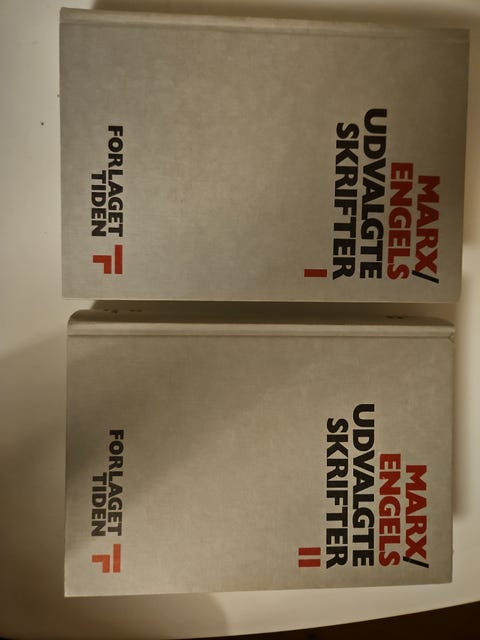 MARX/
ENGELS
UDVALGTE
SKRIFTER
I
FORLAGET
TIDEN
MARX/
ENGELS
UDVALGTE
SKRIFTER
II
FORLAGET
TIDEN